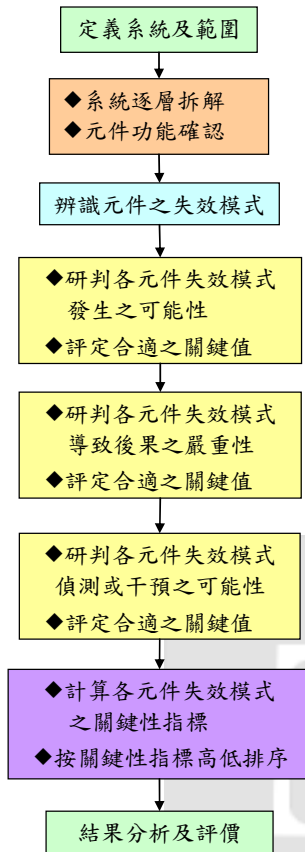 定義系統及範圍
◆系統逐層拆解
◆元件功能確認
辨識元件之失效模式
◆研判各元件失效模式
發生之可能性
◆評定合適之關鍵值
◆研判各元件失效模式
導致後果之嚴重性
◆評定合適之關鍵值
◆研判各元件失效模式
偵測或干預之可能性
◆評定合適之關鍵值
◆計算各元件失效模式
之關鍵性指標
◆按關鍵性指標高低排序
結果分析及評價